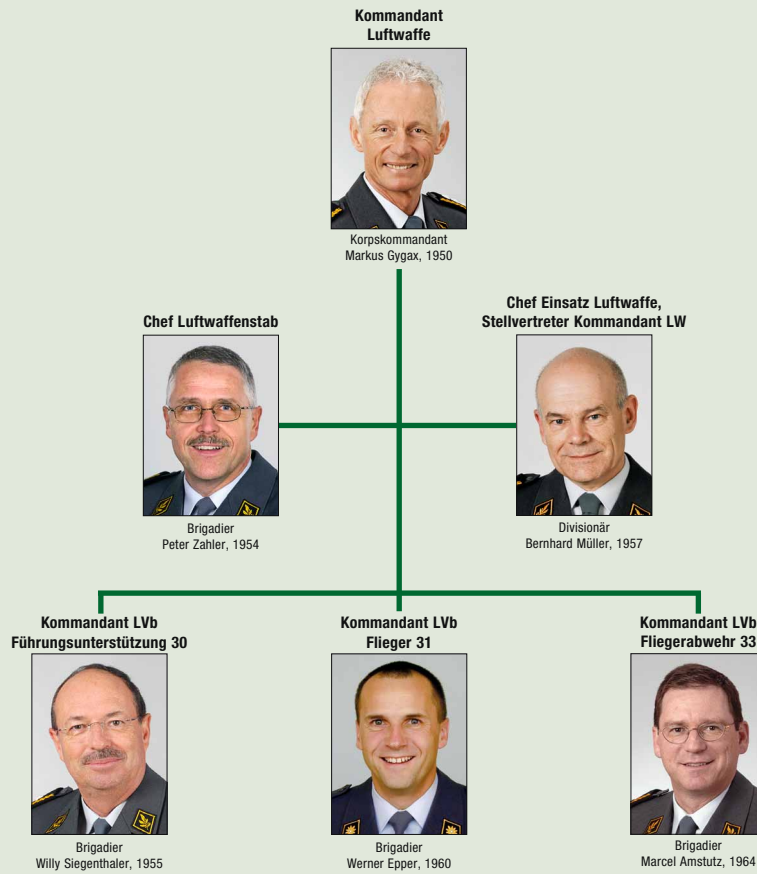 Kommandant
Luftwaffe
Korpskommandant
Markus Gygax, 1950
Chef Luftwaffenstab
Brigadier
Peter Zahler, 1954
Chef Einsatz Luftwaffe,
Stellvertreter Kommandant LW
Divisionär
Bernhard Müller, 1957
Kommandant LVb
Führungsunterstützung 30
Brigadier
Willy Siegenthaler, 1955
Kommandant LVb
Flieger 31
Brigadier
Werner Epper, 1960
Kommandant LVb
Fliegerabwehr 33
Brigadier
Marcel Amstutz, 1964